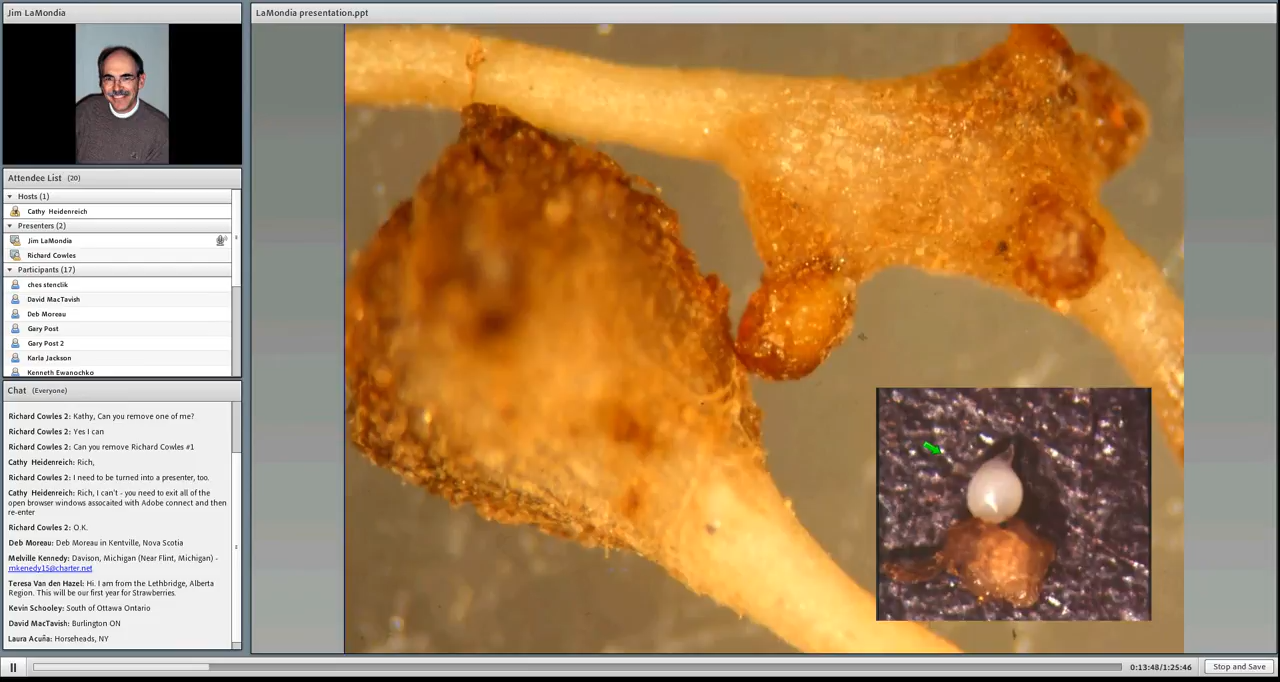 Jim LaMondia
LaMondia presentation.ppt
Attendee List (20)
Hosts (1)
Cathy Heidenreich
Presenters (2)
Jim LaMondia
Richard Cowles
Participants (17)
ches stenclik
David MacTavish
Deb Moreau
Gary Post
Gary Post 2
Karla Jackson
Kenneth Ewanochko
Chat (Everyone)
Richard Cowles 2: Kathy, Can you remove one of me?
Richard Cowles 2: Yes I can
Richard Cowles 2: Can you remove Richard Cowles #1
Cathy Heidenreich: Rich,
Richard Cowles 2: I need to be turned into a presenter, too.
Cathy Heidenreich: Rich, I can't - you need to exit all of the
open browser windows assocaited with Adobe connect and then
re-enter
Richard Cowles 2: O.K.
Deb Moreau: Deb Moreau in Kentville, Nova Scotia
Melville Kennedy: Davison, Michigan (Near Flint, Michigan) -
mkenedy15@charter.net
Teresa Van den Hazel: Hi. I am from the Lethbridge, Alberta
Region. This will be our first year for Strawberries.
Kevin Schooley: South of Ottawa Ontario
David MacTavish: Burlington ON
Laura Acuña: Horseheads, NY
0:13:48/1:25:46
Stop and Save